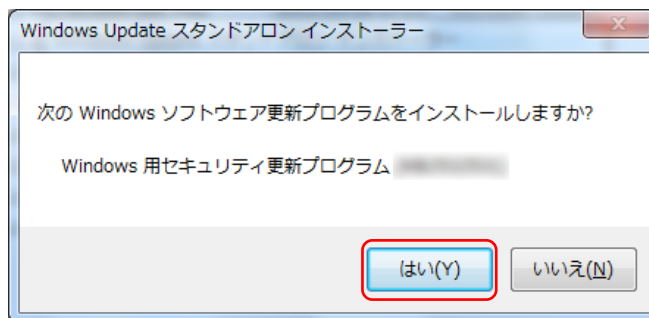 Windows Update スタンドアロン インストーラー
次の Windows ソフトウェア更新プログラムをインストールしますか?
Windows 用セキュリティ更新プログラム
はい(Y)
いいえ(N)